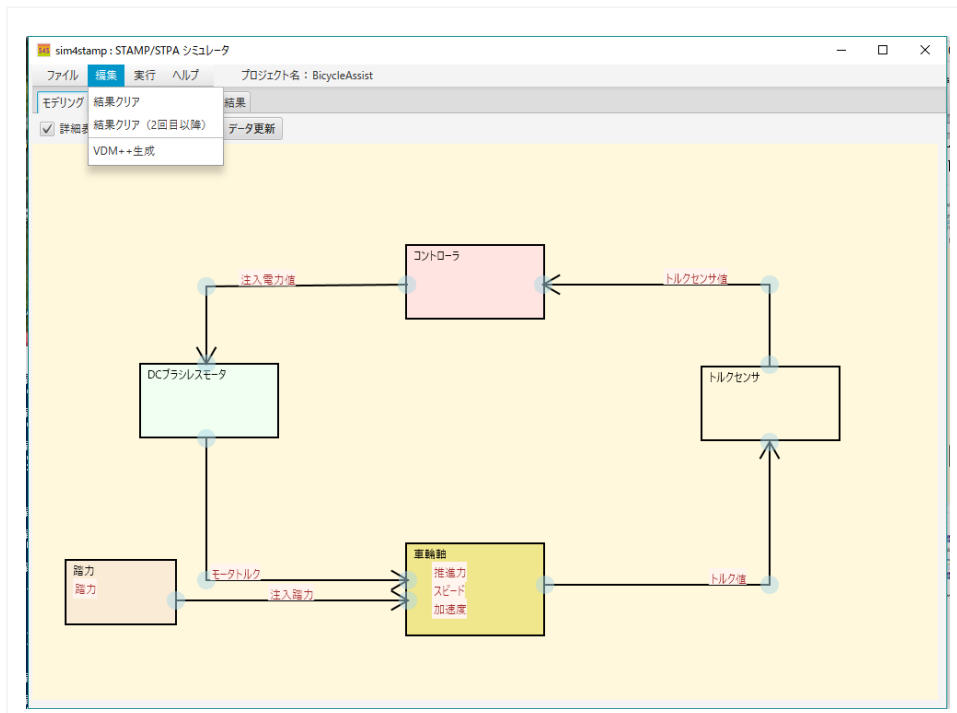 S4S sim4stamp : STAMP/STPA シミュレータ
ファイル 編集 実行 ヘルプ プロジェクト名：BicycleAssist
モデリング 結果
結果クリア
詳細表 データ更新
結果クリア（2回目以降）
VDM++生成
コントローラ
注入電力値
トルクセンサ値
DCブラシレスモータ
トルクセンサ
車輪軸
踏力
踏力
モータトルク
推進力
トルク値
注入踏力
スピード
加速度